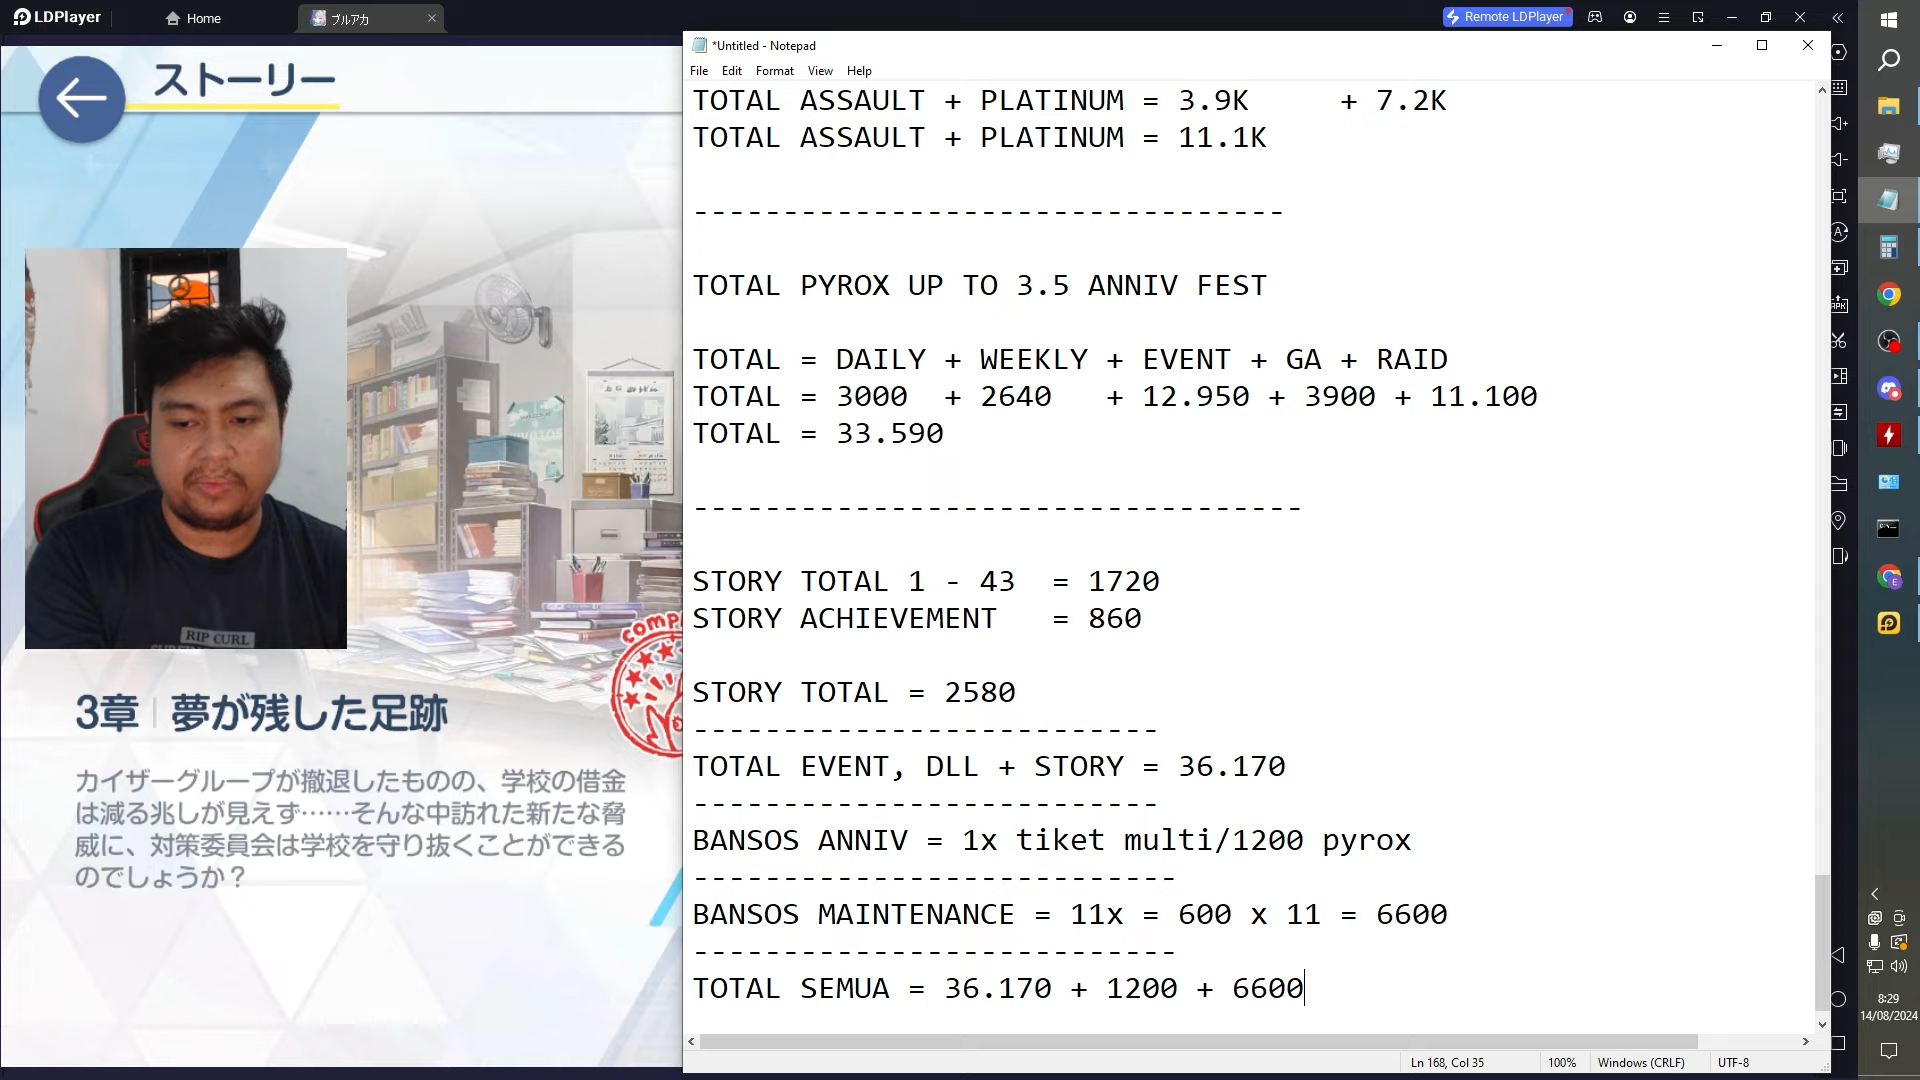 LDPlayer
Home
ブルアカ
Remote LDPlayer
ストーリー
*Untitled - Notepad
File Edit Format View Help
TOTAL ASSAULT + PLATINUM = 3.9K + 7.2K
TOTAL ASSAULT + PLATINUM = 11.1K
---------------------------------
TOTAL PYROX UP TO 3.5 ANNIV FEST
TOTAL = DAILY + WEEKLY + EVENT + GA + RAID
TOTAL = 3000 + 2640 + 12.950 + 3900 + 11.100
TOTAL = 33.590
----------------------------------
STORY TOTAL 1 - 43 = 1720
STORY ACHIEVEMENT = 860
STORY TOTAL = 2580
--------------------------
TOTAL EVENT, DLL + STORY = 36.170
--------------------------
BANSOS ANNIV = 1x tiket multi/1200 pyrox
---------------------------
BANSOS MAINTENANCE = 11x = 600 x 11 = 6600
---------------------------
TOTAL SEMUA = 36.170 + 1200 + 6600
Ln 168, Col 35
100%
Windows (CRLF)
UTF-8
RIP CURL
3章 夢が残した足跡
カイザーグループが撤退したものの、学校の借金
は減る兆しが見えず……そんな中訪れた新たな脅
威に、対策委員会は学校を守り抜くことができる
のでしょうか？
8:29
14/08/2024